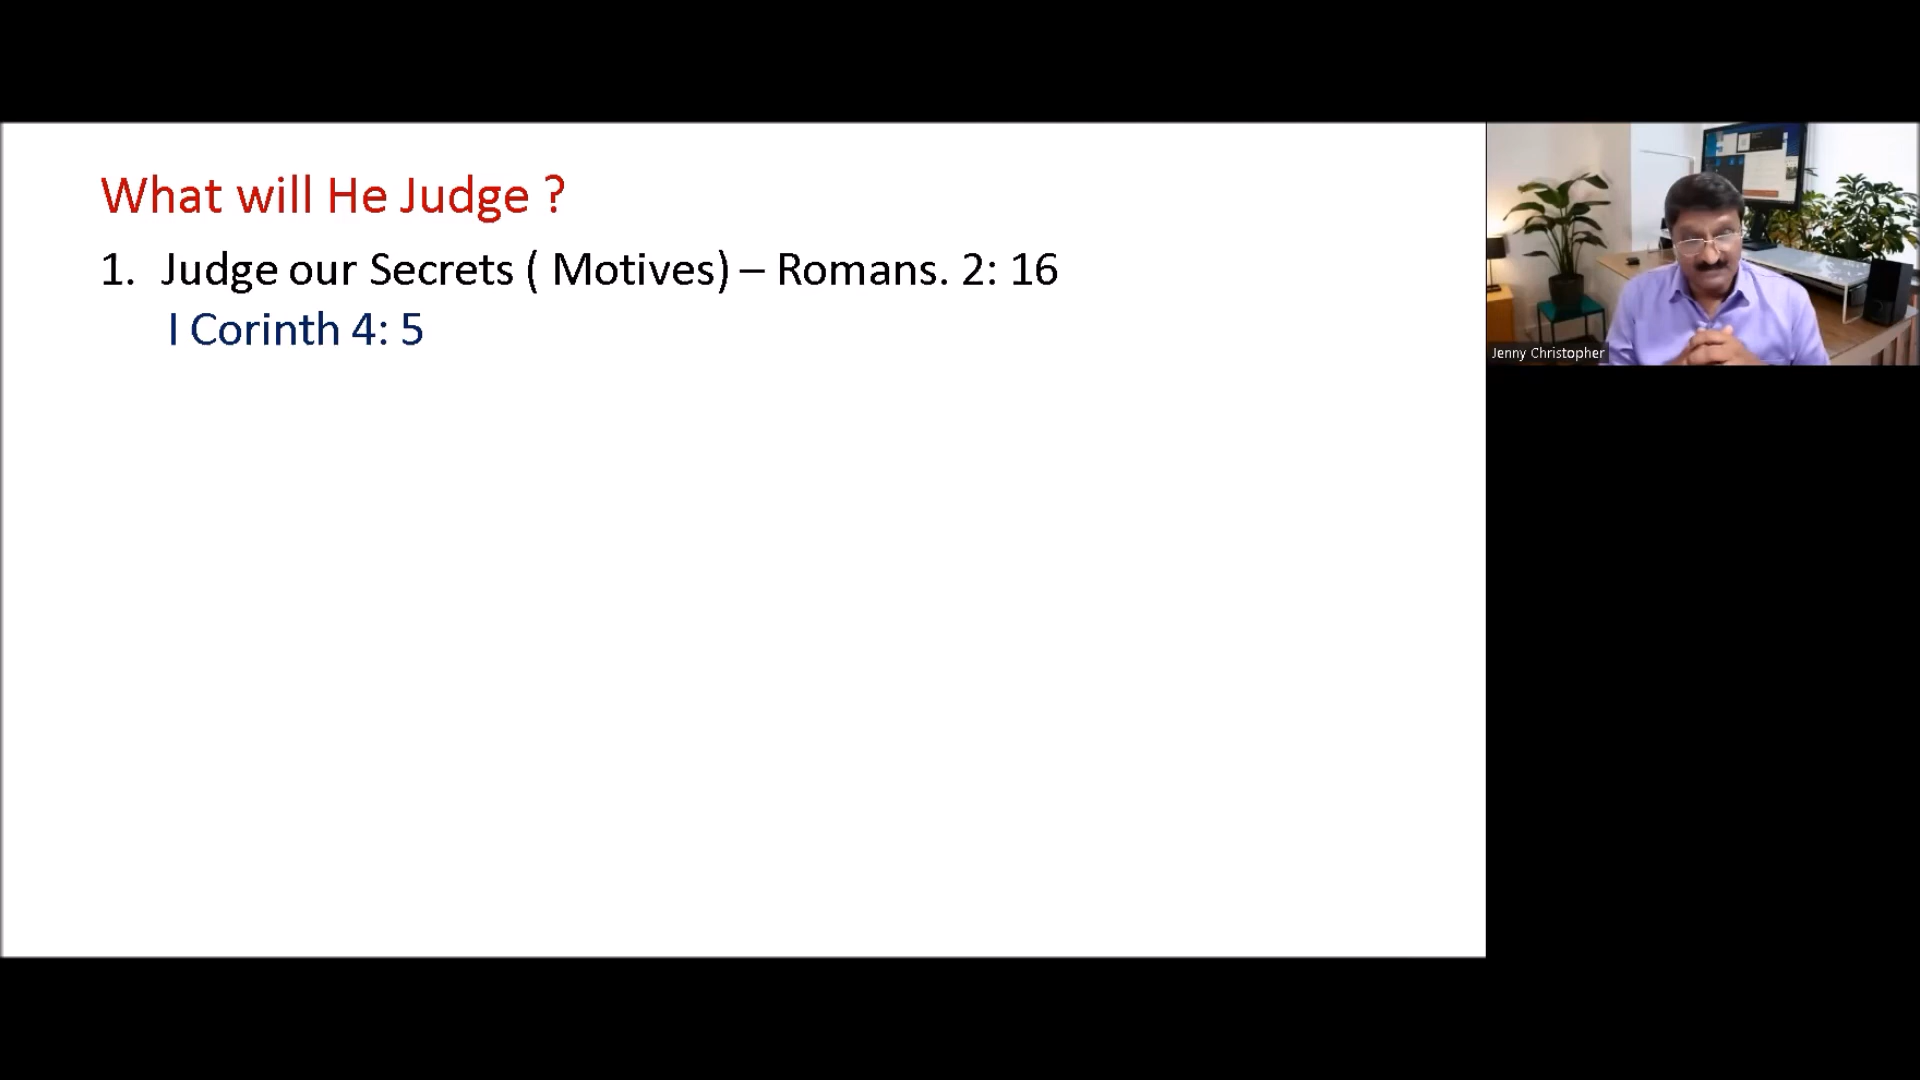 What will He Judge ?
1. Judge our Secrets ( Motives) – Romans. 2: 16
I Corinth 4: 5
Jenny Christopher